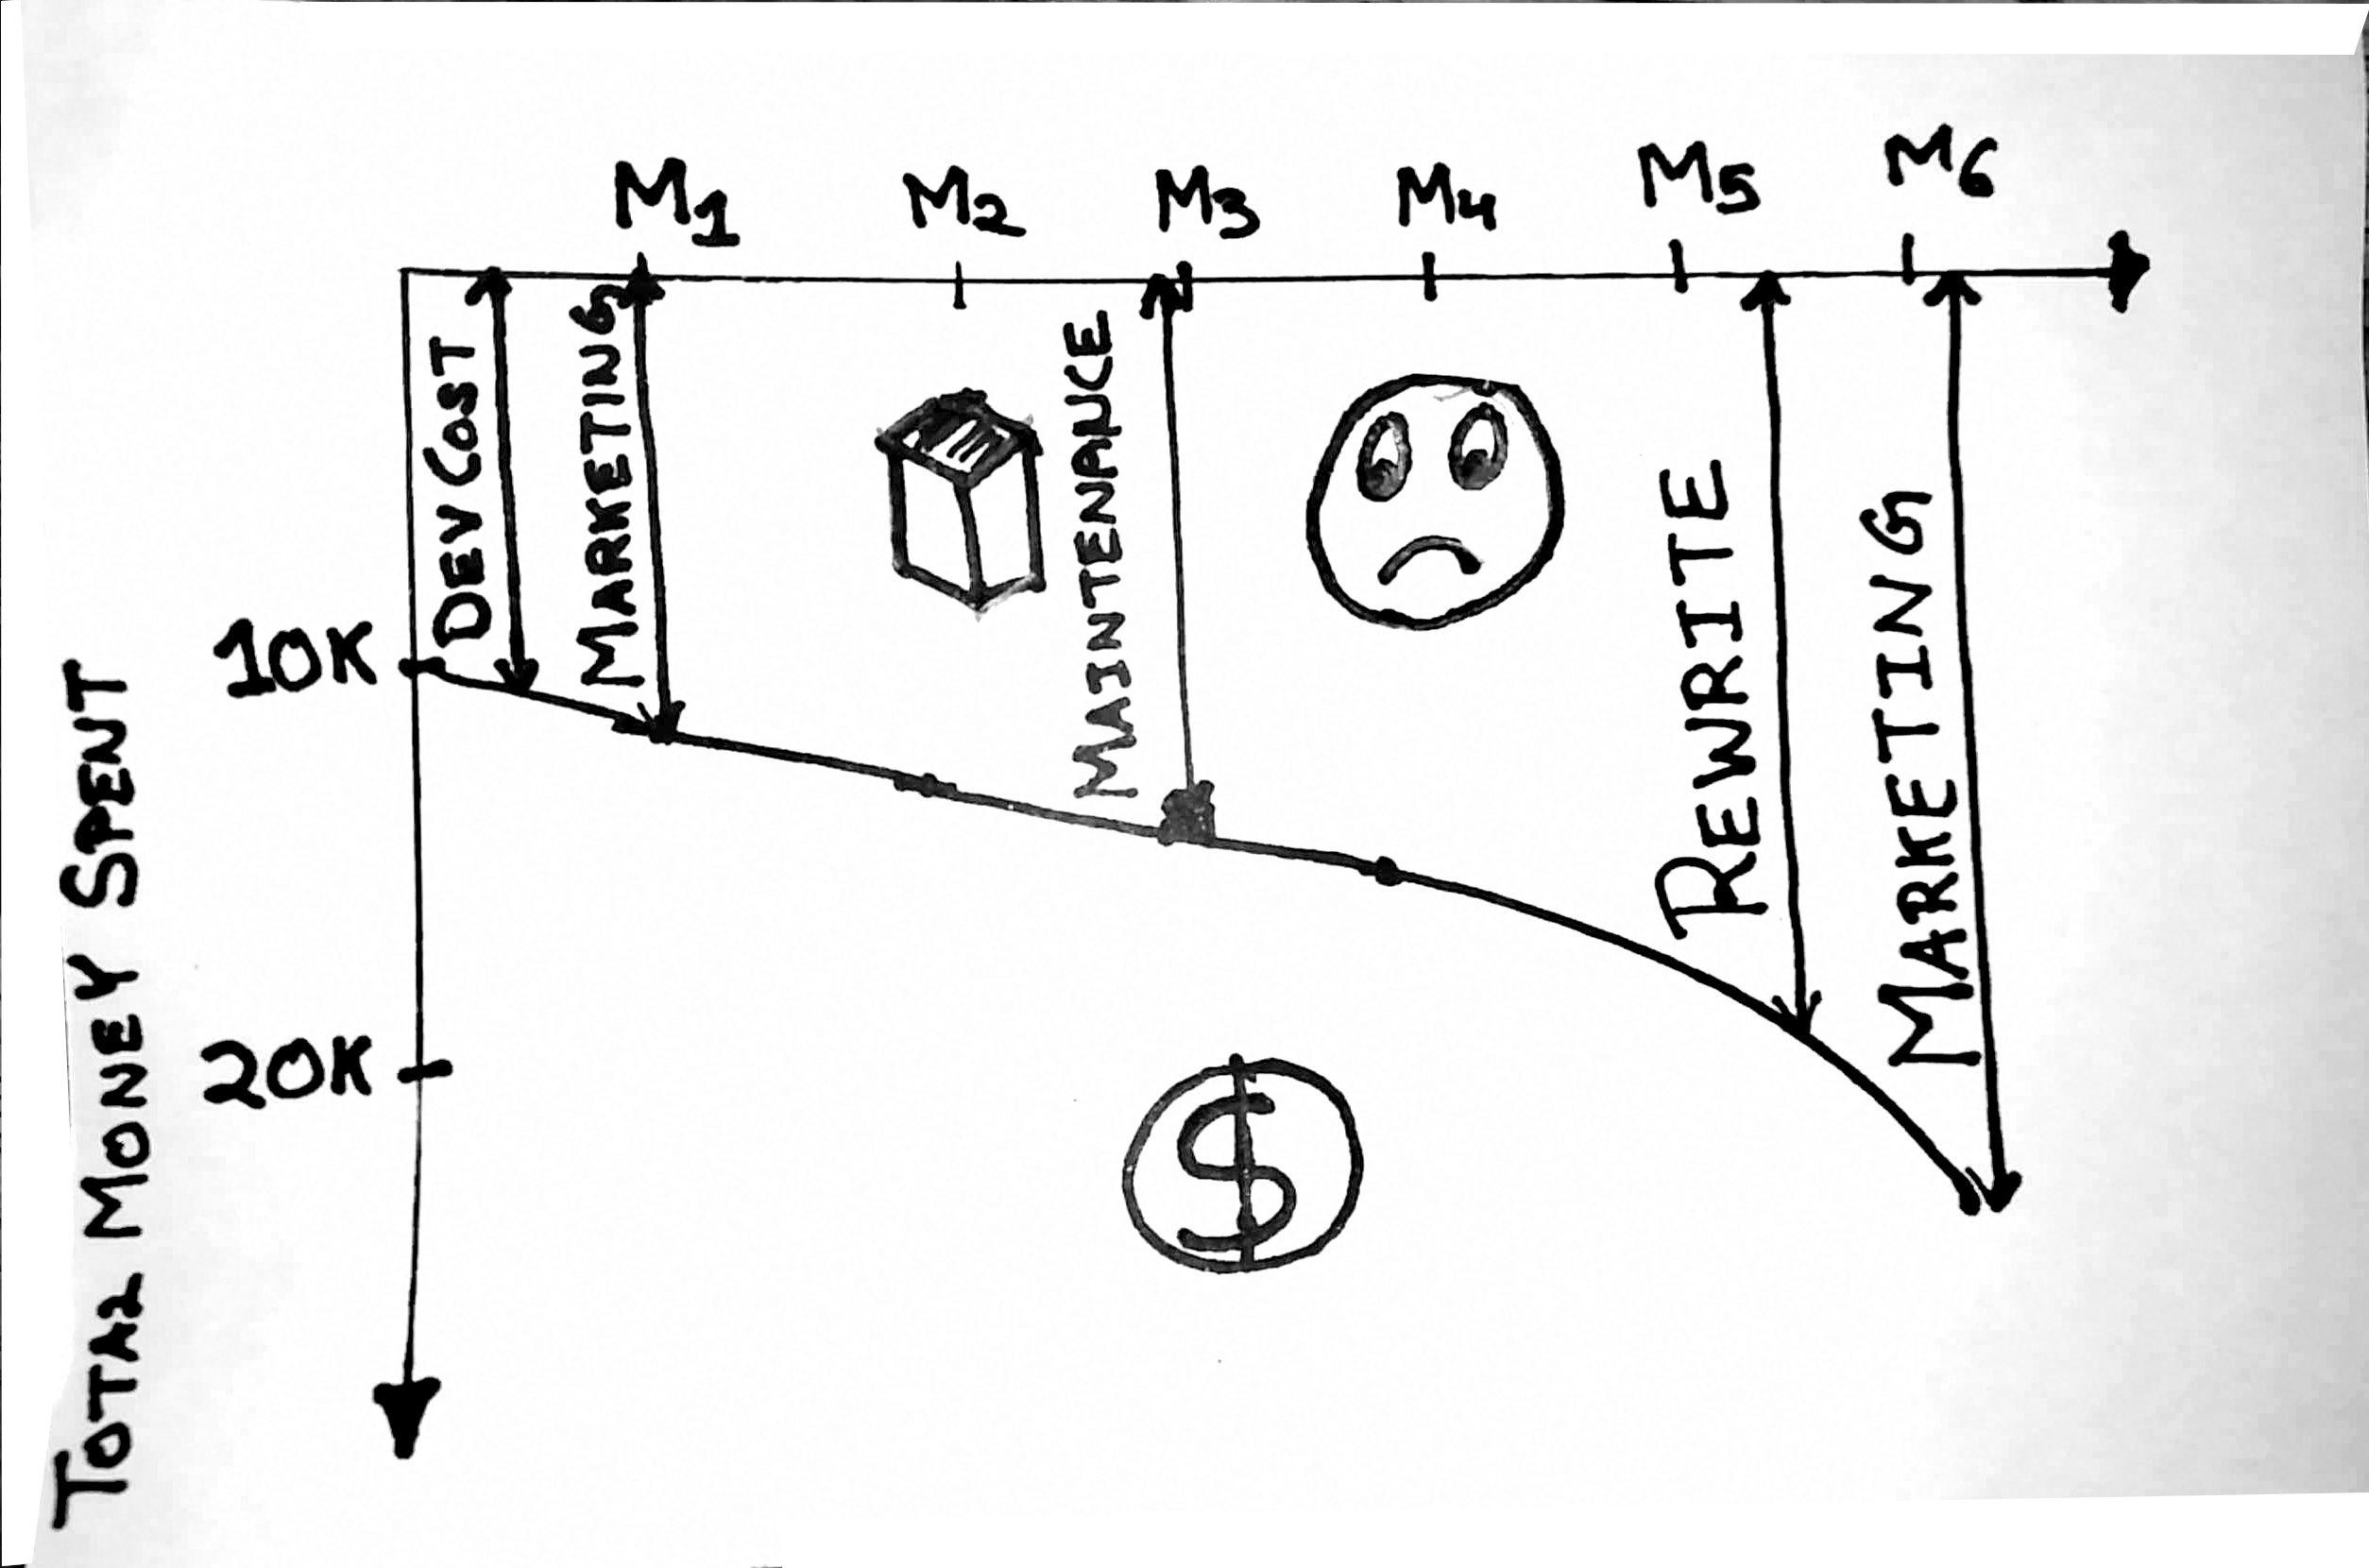 M1 M2 M3 M4 M5 M6
DEV COST
MARKETING
MAINTENANCE
REWRITE
MARKETING
10K
20K
TOTAL MONEY SPENT
$